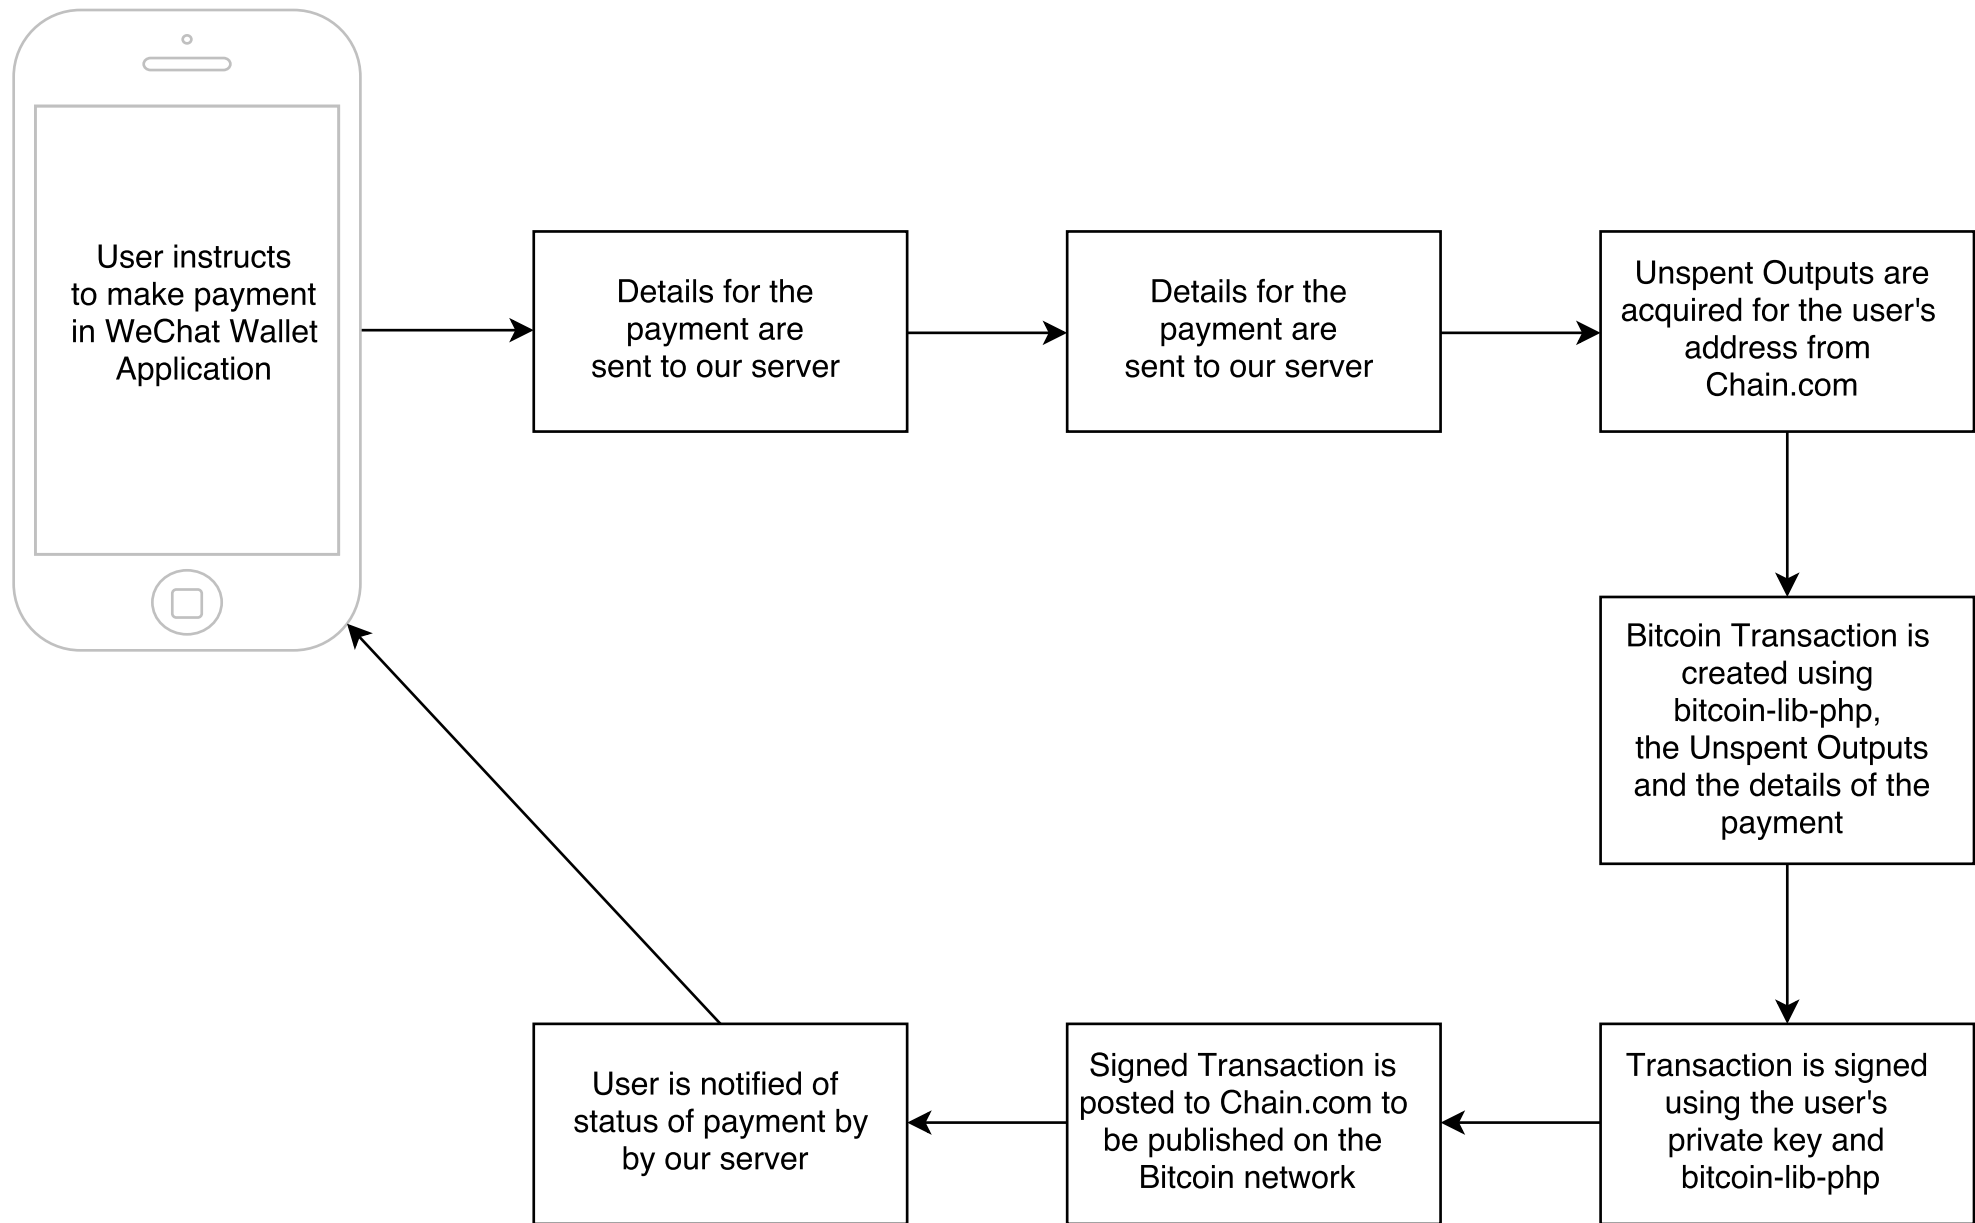 User instructs
to make payment
in WeChat Wallet
Application
Details for the
payment are
sent to our server
Details for the
payment are
sent to our server
Unspent Outputs are
acquired for the user's
address from
Chain.com
Bitcoin Transaction is
created using
bitcoin-lib-php,
the Unspent Outputs
and the details of the
payment
Transaction is signed
using the user's
private key and
bitcoin-lib-php
Signed Transaction is
posted to Chain.com to
be published on the
Bitcoin network
User is notified of
status of payment by
by our server